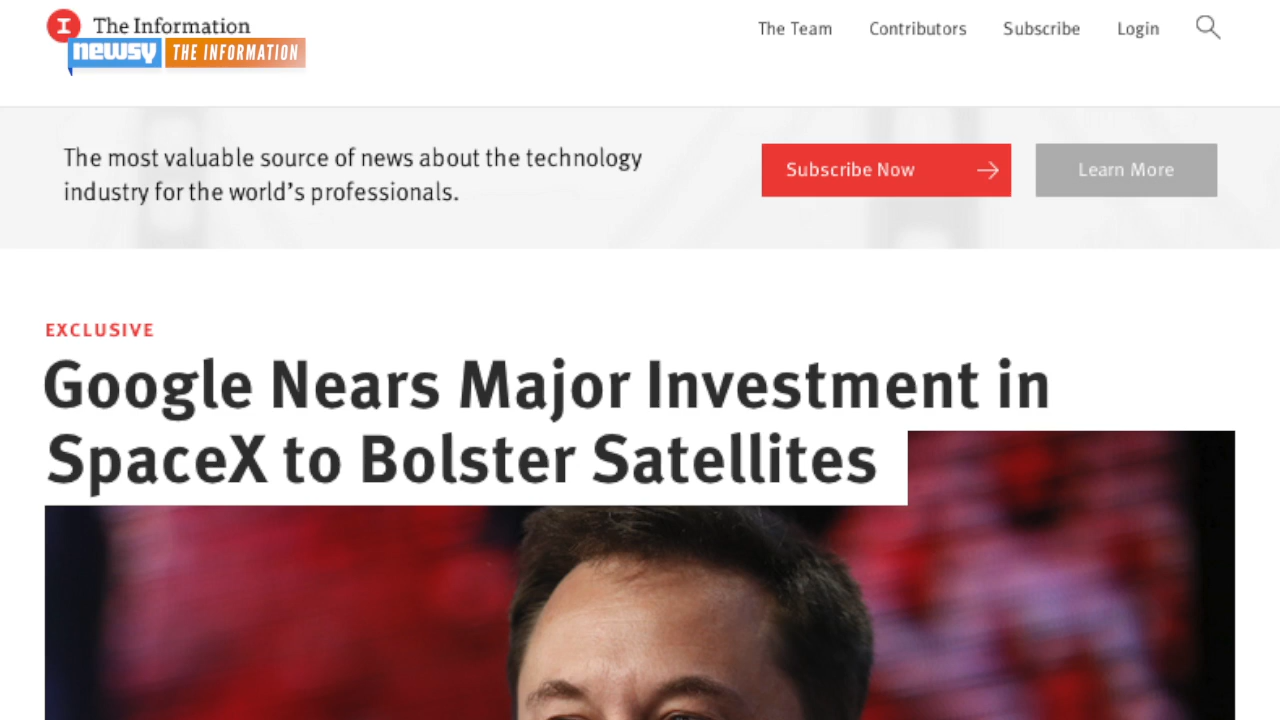 The Information
newsy THE INFORMATION
The Team Contributors Subscribe Login
The most valuable source of news about the technology
industry for the world's professionals.
Subscribe Now
Learn More
EXCLUSIVE
Google Nears Major Investment in
SpaceX to Bolster Satellites